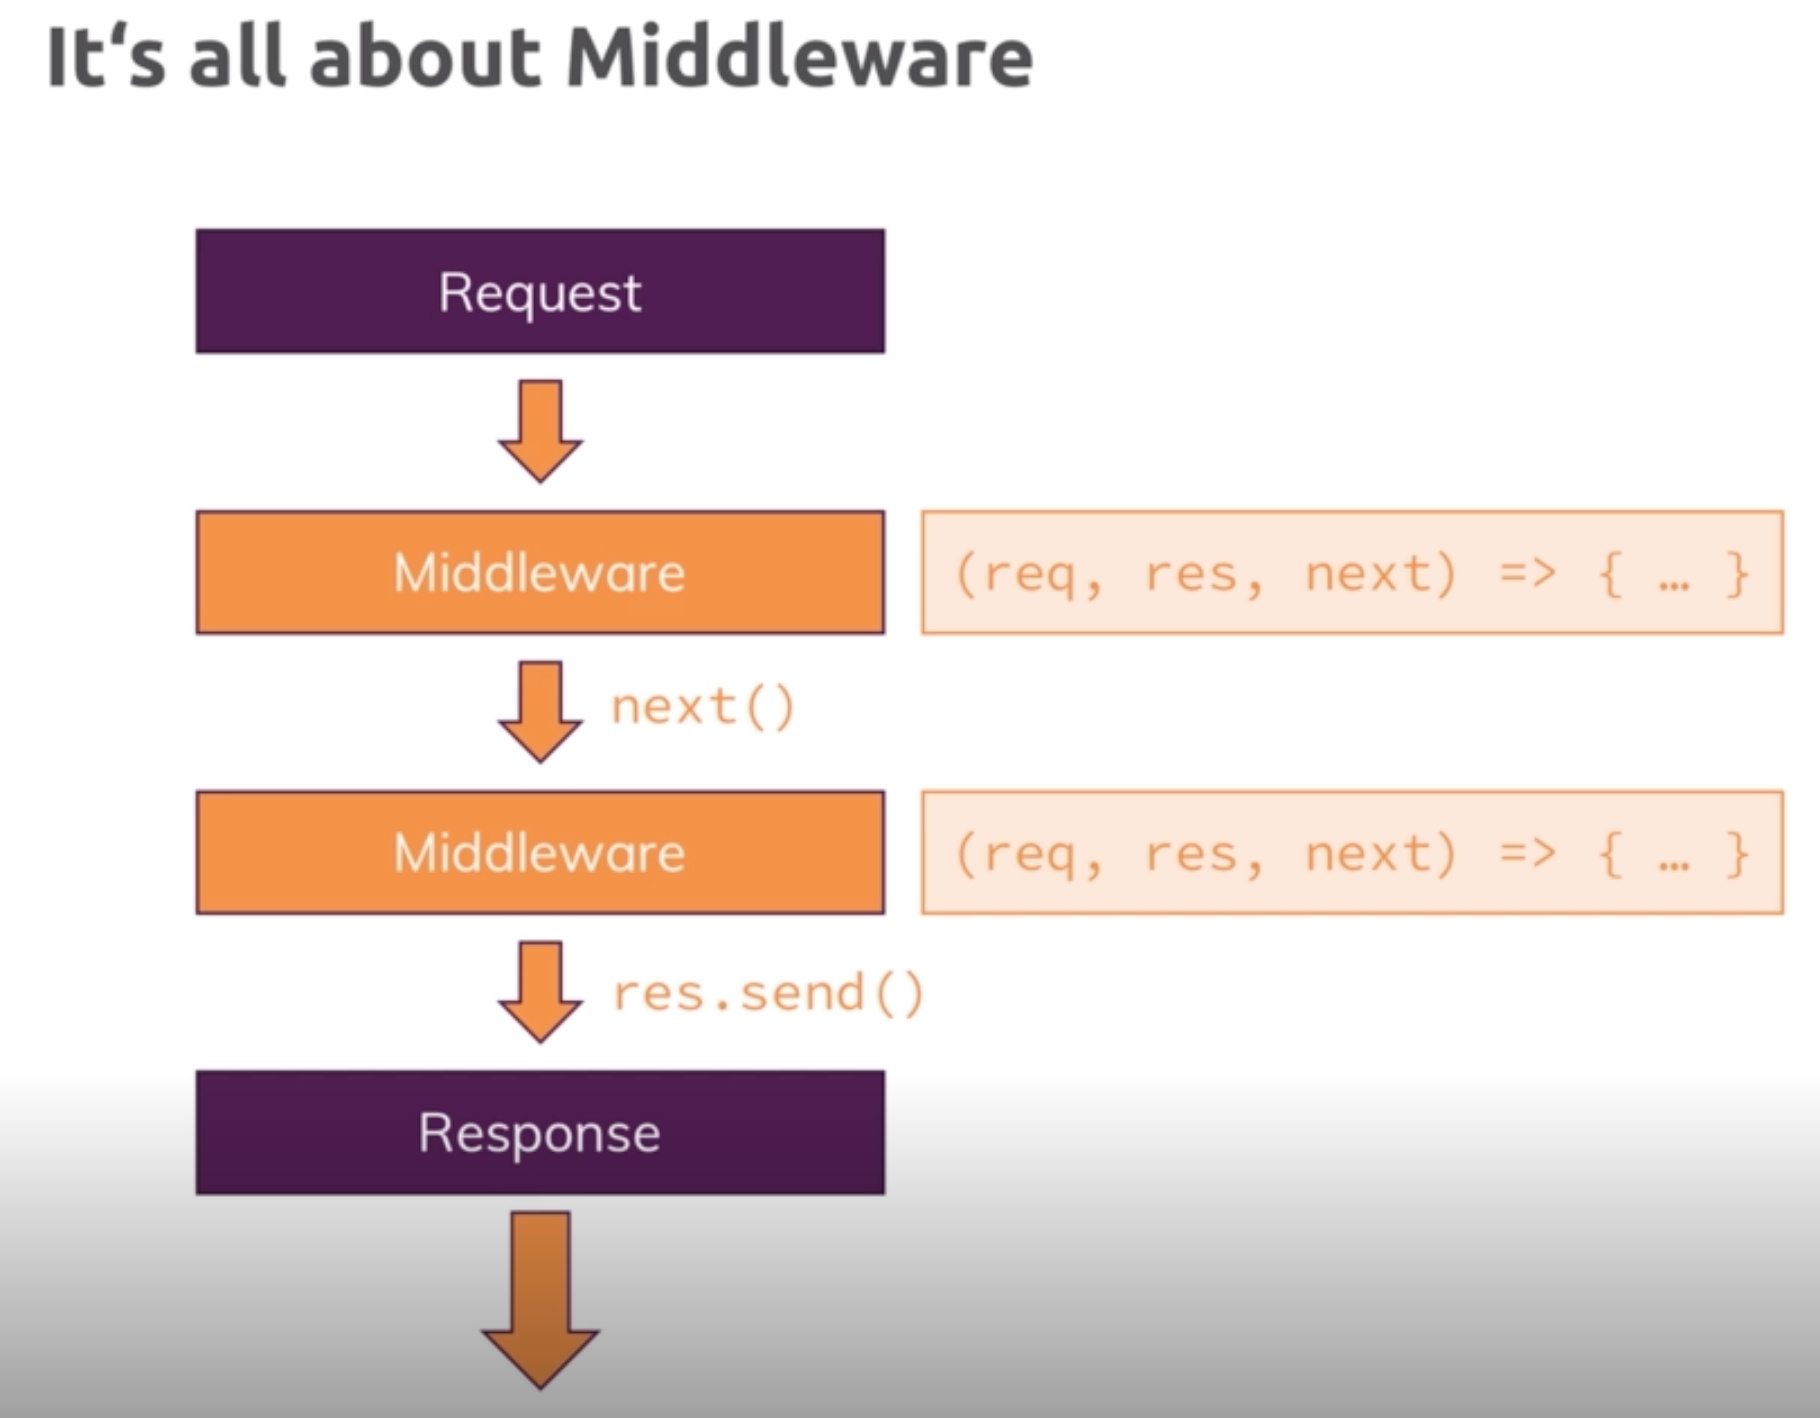 It‘s all about Middleware
Request
Middleware
(req, res, next) => { … }
next()
Middleware
(req, res, next) => { … }
res.send()
Response